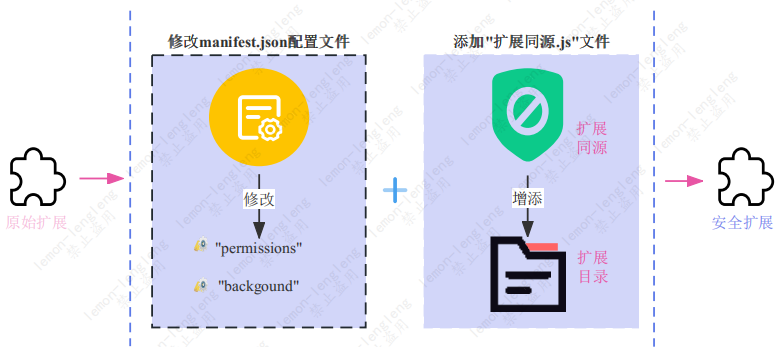 修改manifest.json配置文件
添加"扩展同源.js"文件
扩展
同源
原始扩展
修改
增添
安全扩展
"permissions"
"backgound"
扩展
目录
lemon-lengleng
禁止盗用